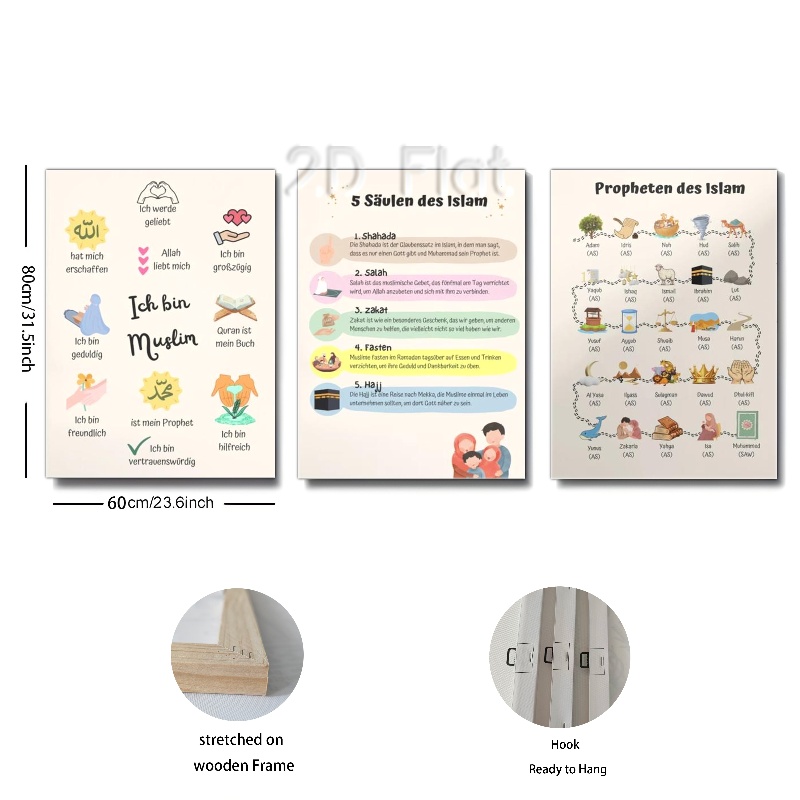 2D Flat
80cm/31.5inch
60cm/23.6inch
Ich werde
geliebt
الله
hat mich
erschaffen
Allah
liebt mich
Ich bin
großzügig
Ich bin
geduldig
Ich bin
Muslim
Quran ist
mein Buch
Ich bin
freundlich
محمد
ist mein Prophet
Ich bin
hilfreich
Ich bin
vertrauenswürdig
5 Säulen des Islam
1. Shahada
Die Shahada ist der Glaubenssatz im Islam, in dem man sagt,
dass es nur einen Gott gibt und Muhammad sein Prophet ist.
2. Salah
Salah ist das muslimische Gebet, das fünfmal am Tag verrichtet
wird, um Allah anzubeten und sich mit ihm zu verbinden.
3. Zakat
Zakat ist wie ein besonderes Geschenk, das wir geben, um anderen
Menschen zu helfen, die vielleicht nicht so viel haben wie wir.
4. Fasten
Muslime fasten im Ramadan tagsüber auf Essen und Trinken
verzichten, um ihre Geduld und Dankbarkeit zu üben.
5. Hajj
Die Hajj ist eine Reise nach Mekka, die Muslime einmal im Leben
unternehmen sollten, um dort Gott näher zu sein.
Propheten des Islam
Adam Idris Nuh Hud Salih
(AS) (AS) (AS) (AS) (AS)
Yaqub Ishaq Ismail Ibrahim Lut
(AS) (AS) (AS) (AS) (AS)
Yusuf Ayyub Shuaib Musa Harun
(AS) (AS) (AS) (AS) (AS)
Al Yasa Ilyass Sulayman Dawud Dhul-kifl
(AS) (AS) (AS) (AS) (AS)
Yunus Zakaria Yahya Isa Muhammad
(AS) (AS) (AS) (AS) (SAW)
stretched on
wooden Frame
Hook
Ready to Hang